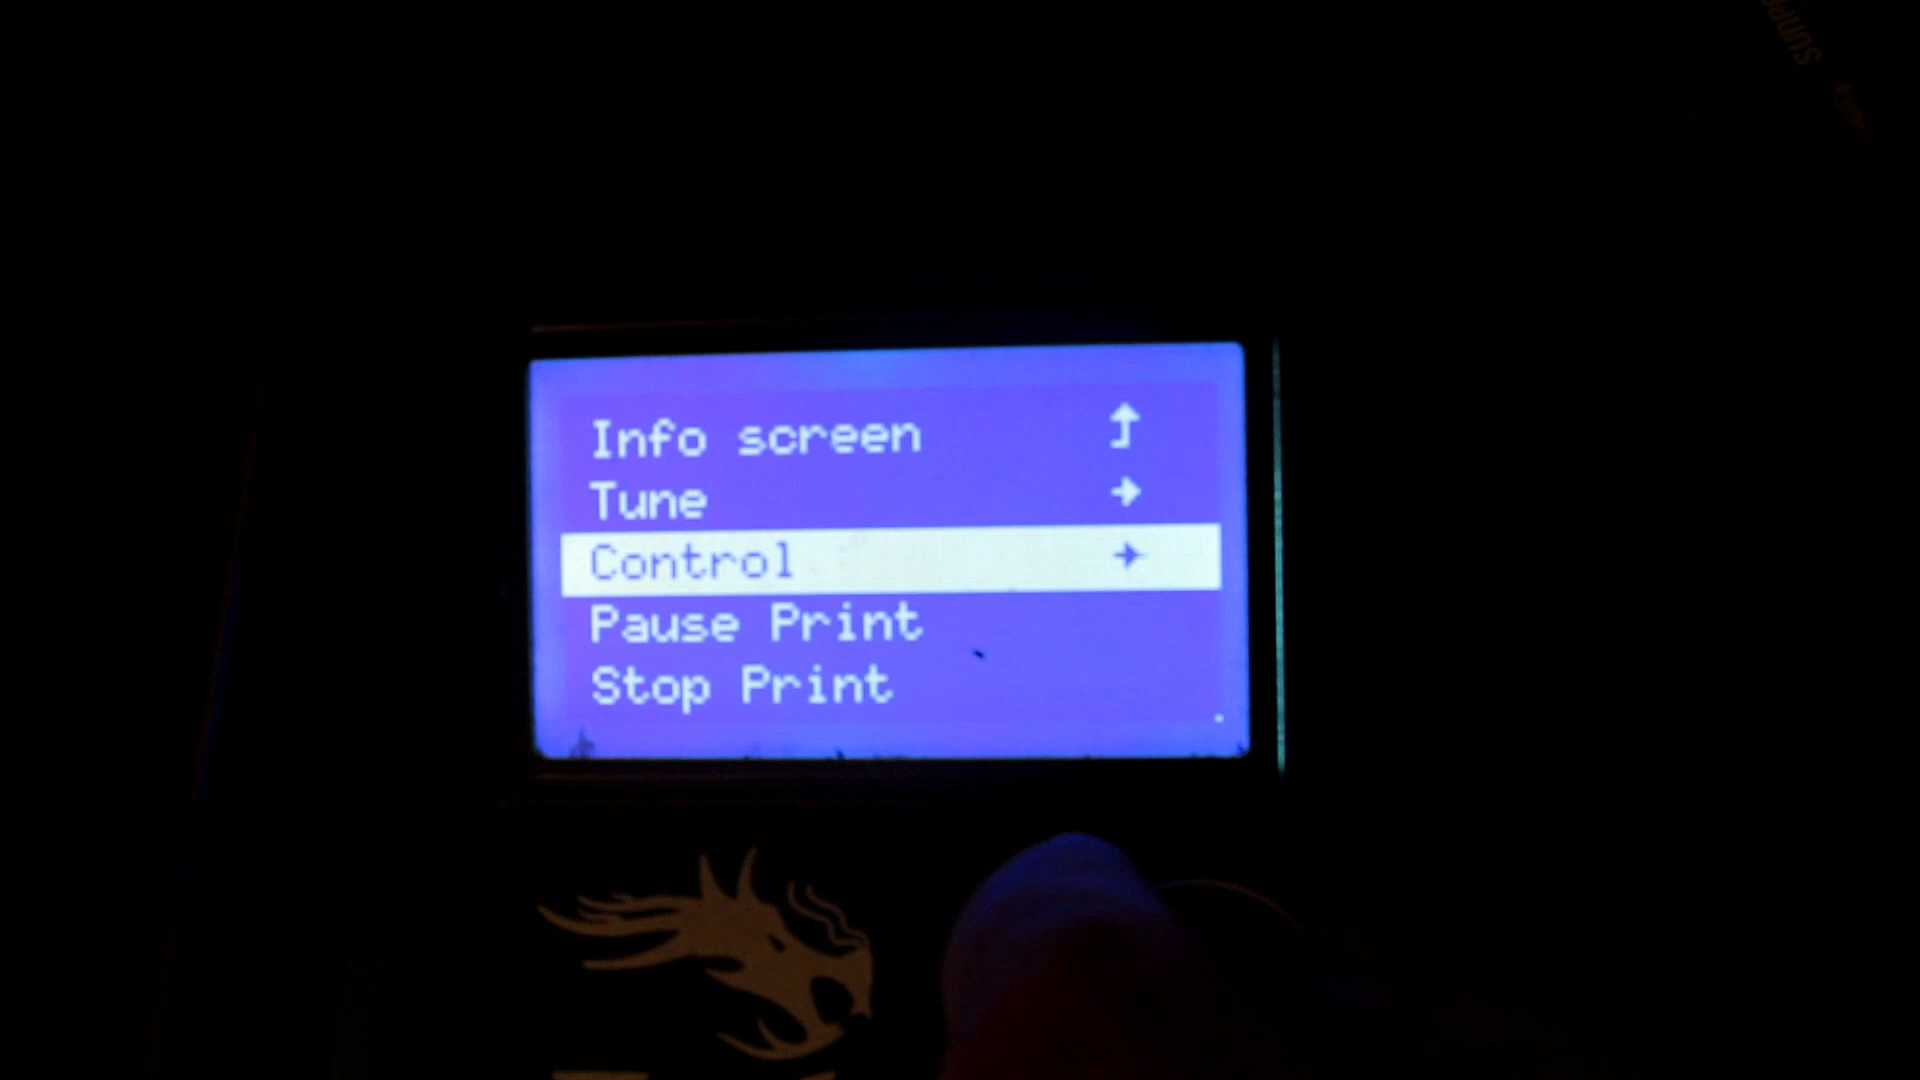 Info screen
Tune
Control
Pause Print
Stop Print